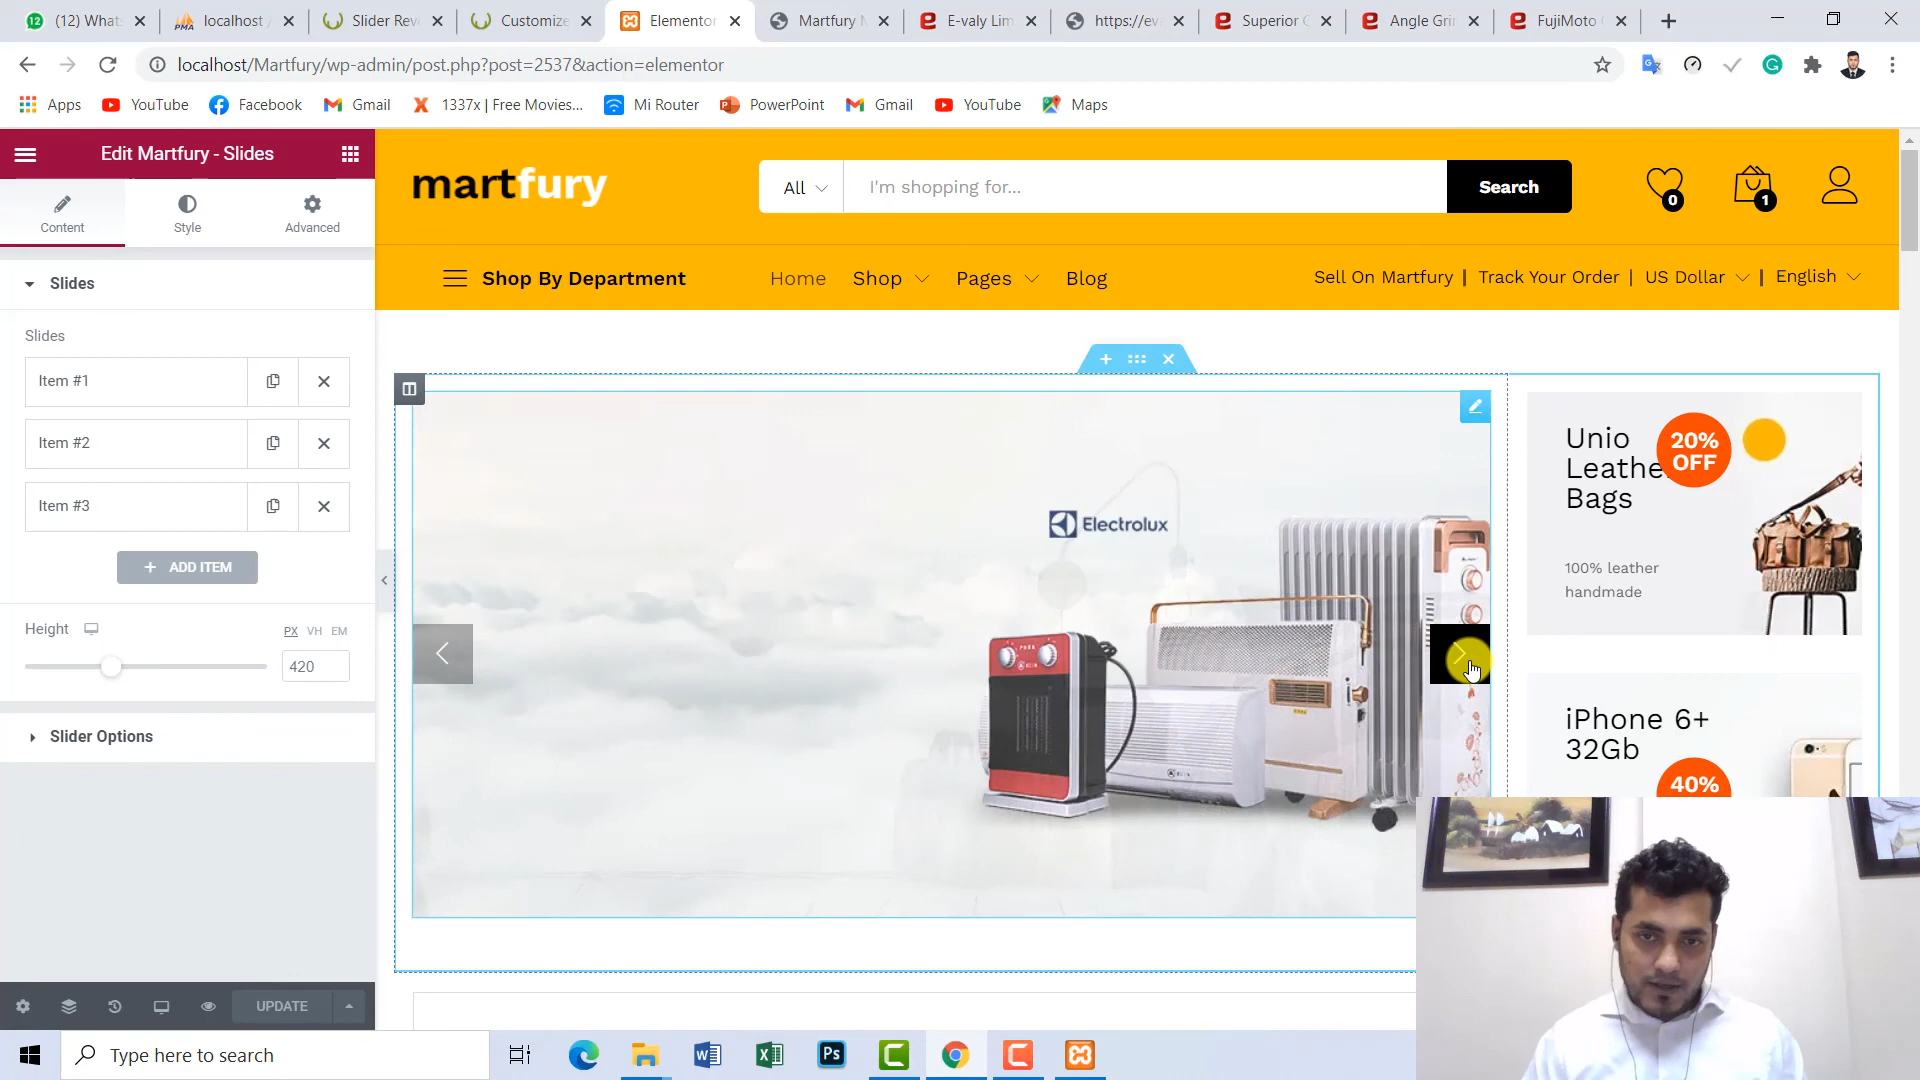 (12) Whats
localhost /
Slider Rev
Customize
Elementor
Martfury
E-valy Lim
https://ev
Superior
Angle Gri
FujiMoto
localhost/Martfury/wp-admin/post.php?post=2537&action=elementor
Apps
YouTube
Facebook
Gmail
1337x | Free Movies...
Mi Router
PowerPoint
Gmail
YouTube
Maps
Edit Martfury - Slides
Content
Style
Advanced
Slides
Slides
Item #1
Item #2
Item #3
+ ADD ITEM
Height
PX VH EM
420
Slider Options
UPDATE
martfury
All
I'm shopping for...
Search
0
1
Shop By Department
Home
Shop
Pages
Blog
Sell On Martfury |
Track Your Order |
US Dollar
|
English
Electrolux
Unio
Leathe
Bags
20%
OFF
100% leather
handmade
iPhone 6+
32Gb
40%
Type here to search